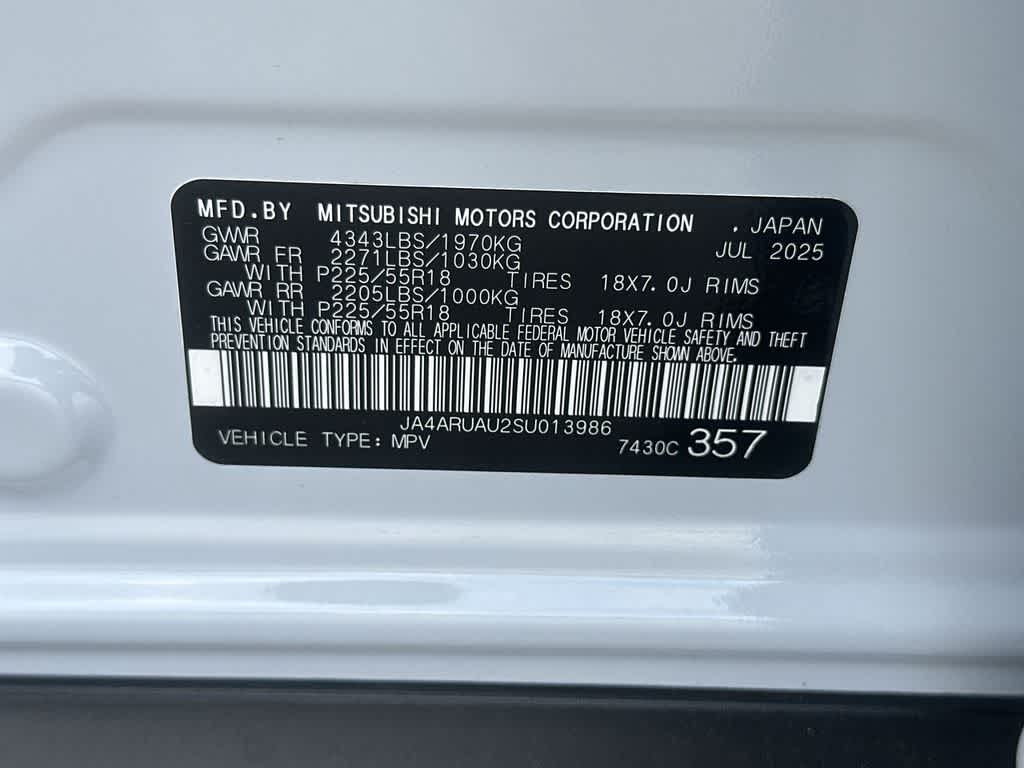 MFD.BY MITSUBISHI MOTORS CORPORATION . JAPAN
GVWR 4343LBS/1970KG JUL 2025
GAWR FR 2271LBS/1030KG
WITH P225/55R18 TIRES 18X7.0J RIMS
GAWR RR 2205LBS/1000KG
WITH P225/55R18 TIRES 18X7.0J RIMS
THIS VEHICLE CONFORMS TO ALL APPLICABLE FEDERAL MOTOR VEHICLE SAFETY AND THEFT
PREVENTION STANDARDS IN EFFECT ON THE DATE OF MANUFACTURE SHOWN ABOVE.
JA4ARUAU2SU013986
VEHICLE TYPE: MPV 7430C 357